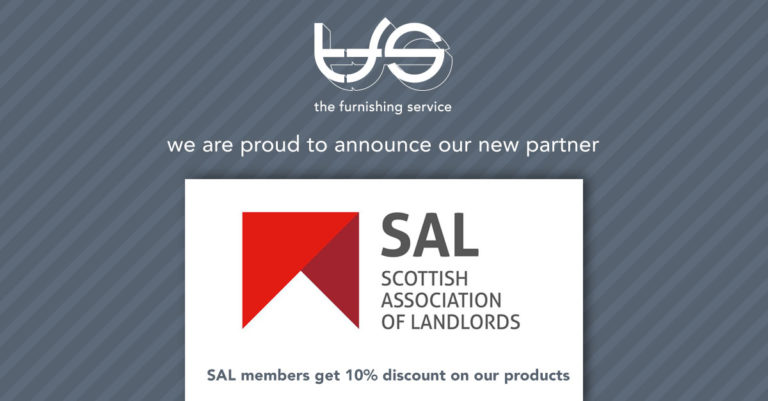 tfs
the furnishing service
we are proud to announce our new partner
SAL
SCOTTISH
ASSOCIATION
OF LANDLORDS
SAL members get 10% discount on our products